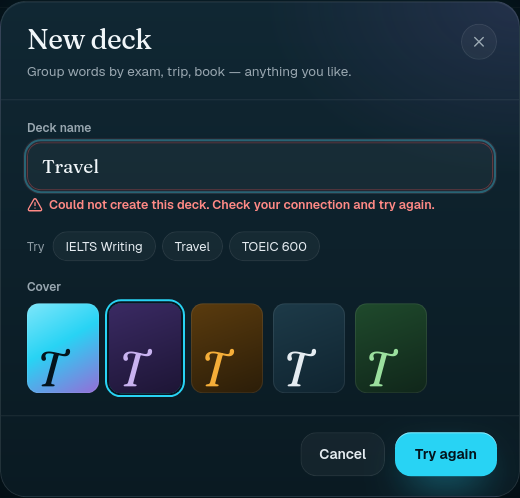 New deck
Group words by exam, trip, book — anything you like.
Deck name
Travel
Could not create this deck. Check your connection and try again.
Try IELTS Writing Travel TOEIC 600
Cover
T T T T T
Cancel Try again